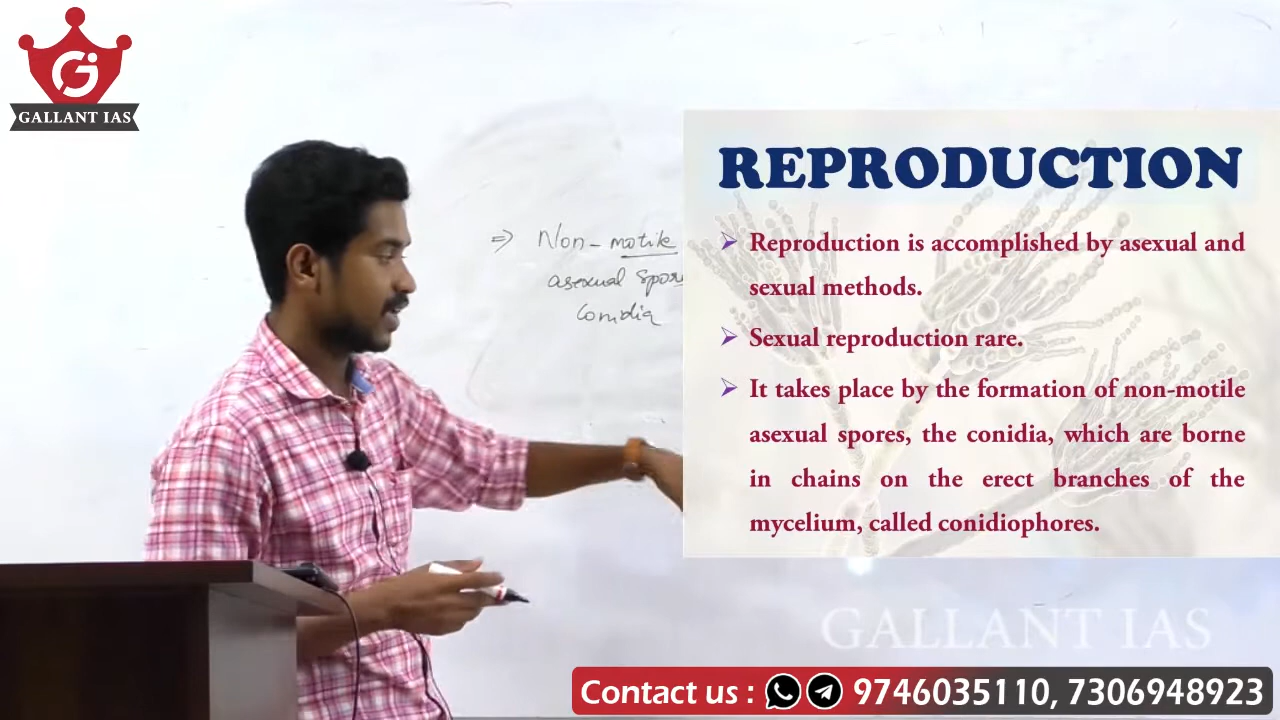 GALLANT IAS
⇒ Non-motile
asexual spor
Conidia
REPRODUCTION
➢ Reproduction is accomplished by asexual and
sexual methods.
➢ Sexual reproduction rare.
➢ It takes place by the formation of non-motile
asexual spores, the conidia, which are borne
in chains on the erect branches of the
mycelium, called conidiophores.
GALLANT IAS
Contact us : 9746035110, 7306948923